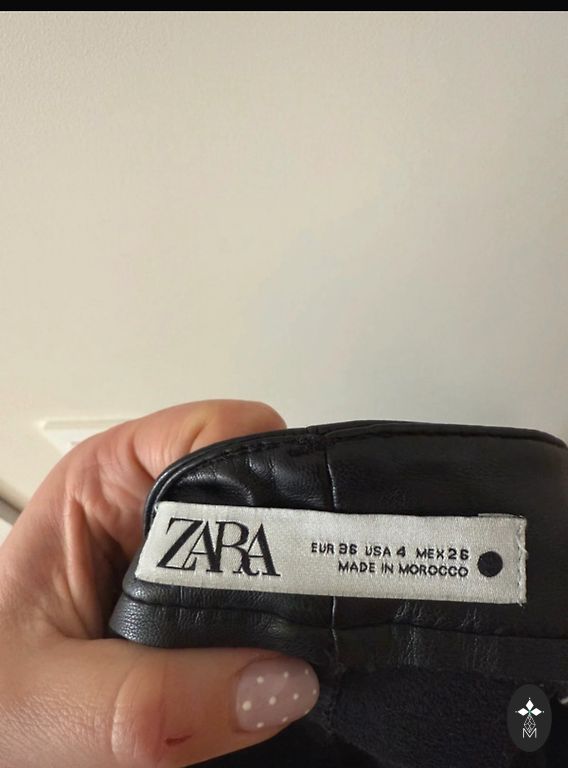 ZARA
EUR 36 USA 4 MEX 26
MADE IN MOROCCO
M